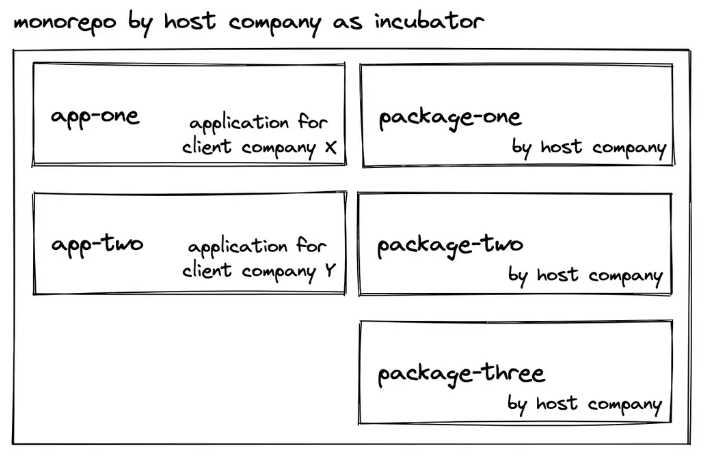 monorepo by host company as incubator
app-one
application for
client company X
package-one
by host company
app-two
application for
client company Y
package-two
by host company
package-three
by host company